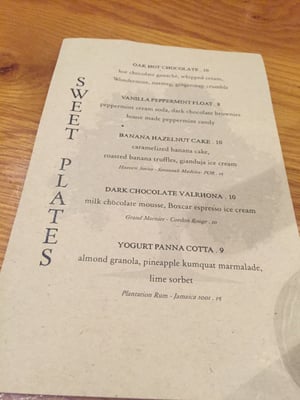 SWEET PLATES
OAK HOT CHOCOLATE . 10
hot chocolate ganache, whipped cream,
nutmeg, gingersnap crumble
VANILLA PEPPERMINT FLOAT . 8
peppermint cream soda, dark chocolate brownies
house made peppermint candy
BANANA HAZELNUT CAKE . 10
caramelized banana cake,
roasted banana truffles, gianduja ice cream
Savannah Madeira
DARK CHOCOLATE VALRHONA . 10
milk chocolate mousse, Boxcar espresso ice cream
Grand Marnier - Cordon Rouge . 10
YOGURT PANNA COTTA . 9
almond granola, pineapple kumquat marmalade,
lime sorbet
Plantation Rum - Jamaica 2001 . 15